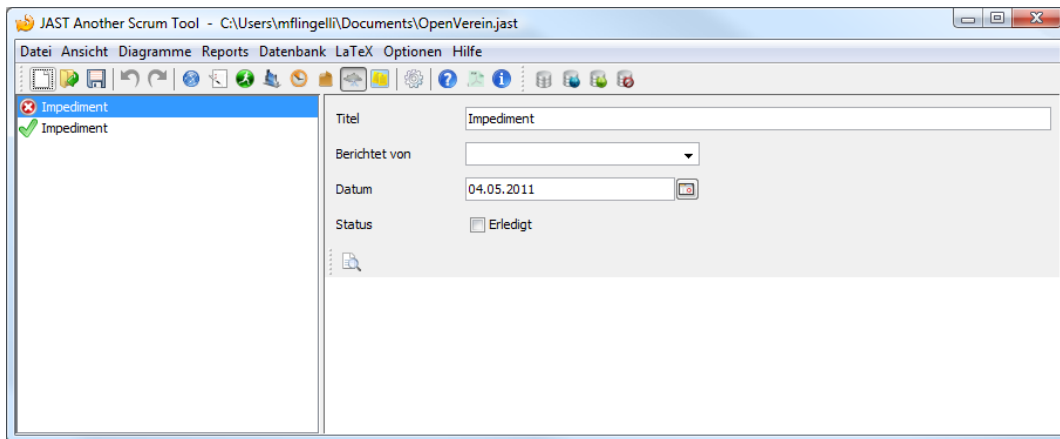 JAST Another Scrum Tool - C:\Users\mflingelli\Documents\OpenVerein.jast
Datei Ansicht Diagramme Reports Datenbank LaTeX Optionen Hilfe
Impediment
Impediment
Titel Impediment
Berichtet von
Datum 04.05.2011
Status Erledigt